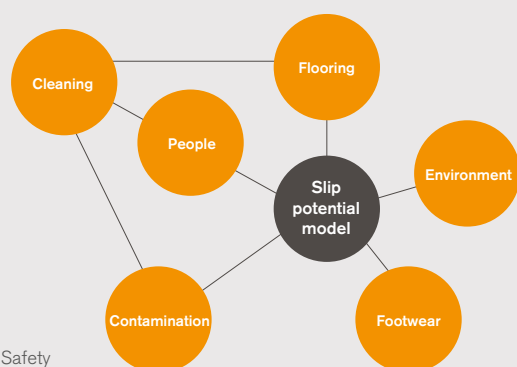 Flooring
Cleaning
People
Environment
Slip
potential
model
Contamination
Footwear
Safety